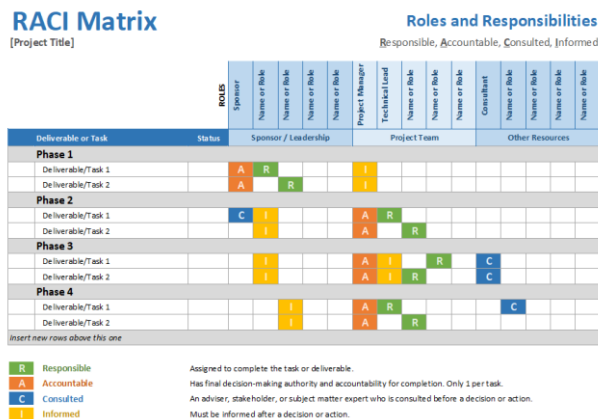 RACI Matrix
Roles and Responsibilities
[Project Title]
Responsible, Accountable, Consulted, Informed
ROLES
Sponsor
Name or Role
Name or Role
Name or Role
Name or Role
Project Manager
Technical Lead
Name or Role
Name or Role
Name or Role
Consultant
Name or Role
Name or Role
Name or Role
Name or Role
Deliverable or Task Status Sponsor / Leadership Project Team Other Resources
Phase 1
Deliverable/Task 1 A R I
Deliverable/Task 2 A R I
Phase 2
Deliverable/Task 1 C I A R
Deliverable/Task 2 I A R
Phase 3
Deliverable/Task 1 I A I R C
Deliverable/Task 2 I A I R C
Phase 4
Deliverable/Task 1 I A R C
Deliverable/Task 2 I A R
Insert new rows above this one
R Responsible Assigned to complete the task or deliverable.
A Accountable Has final decision-making authority and accountability for completion. Only 1 per task.
C Consulted An adviser, stakeholder, or subject matter expert who is consulted before a decision or action.
I Informed Must be informed after a decision or action.